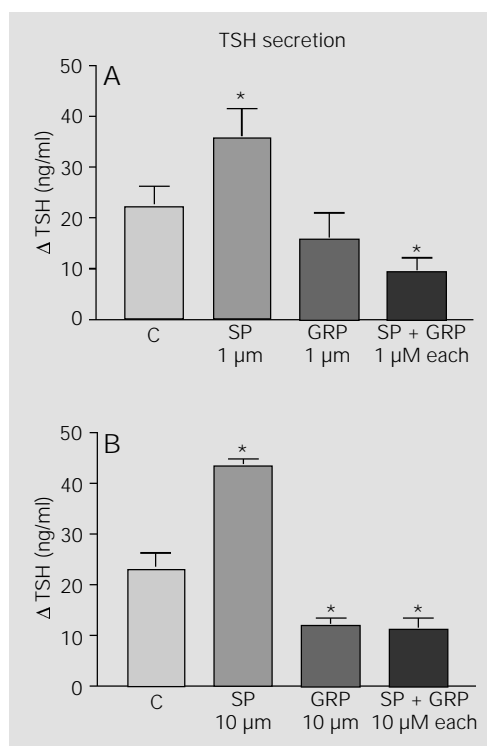 TSH secretion
A
Δ TSH (ng/ml)
50
40
30
20
10
0
*
*
C
SP
1 µm
GRP
1 µm
SP + GRP
1 µM each
B
Δ TSH (ng/ml)
50
40
30
20
10
0
*
*
*
C
SP
10 µm
GRP
10 µm
SP + GRP
10 µM each